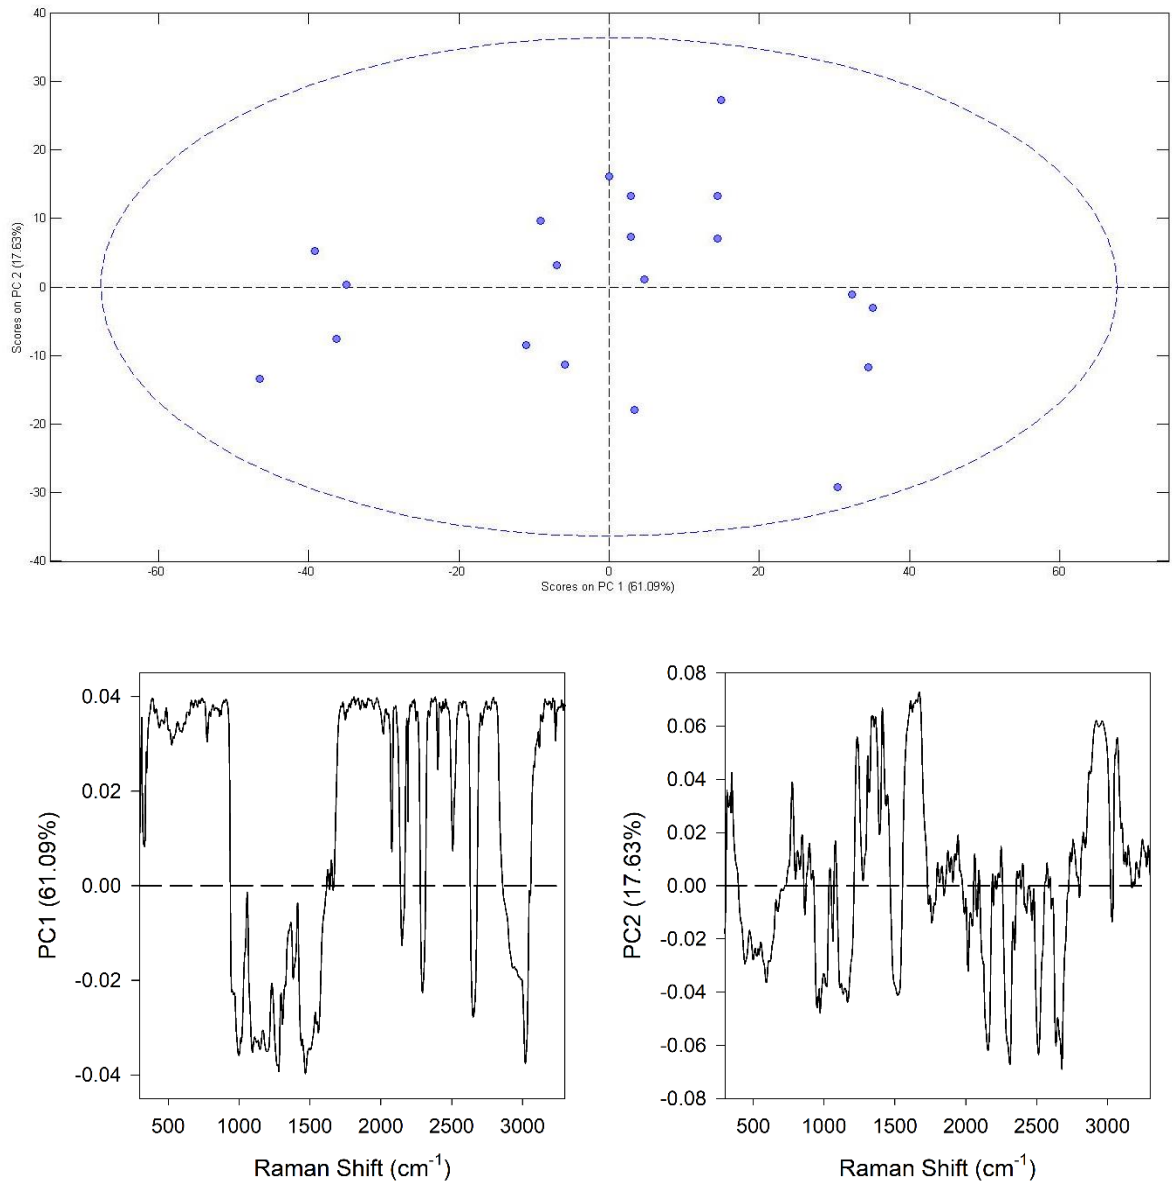 40
30
20
10
0
-10
-20
-30
-40
Scores on PC 2 (17.63%)
-60 -40 -20 0 20 40 60
Scores on PC 1 (61.09%)
0.04
0.02
0.00
-0.02
-0.04
PC1 (61.09%)
500 1000 1500 2000 2500 3000
Raman Shift (cm⁻¹)
0.08
0.06
0.04
0.02
0.00
-0.02
-0.04
-0.06
-0.08
PC2 (17.63%)
500 1000 1500 2000 2500 3000
Raman Shift (cm⁻¹)